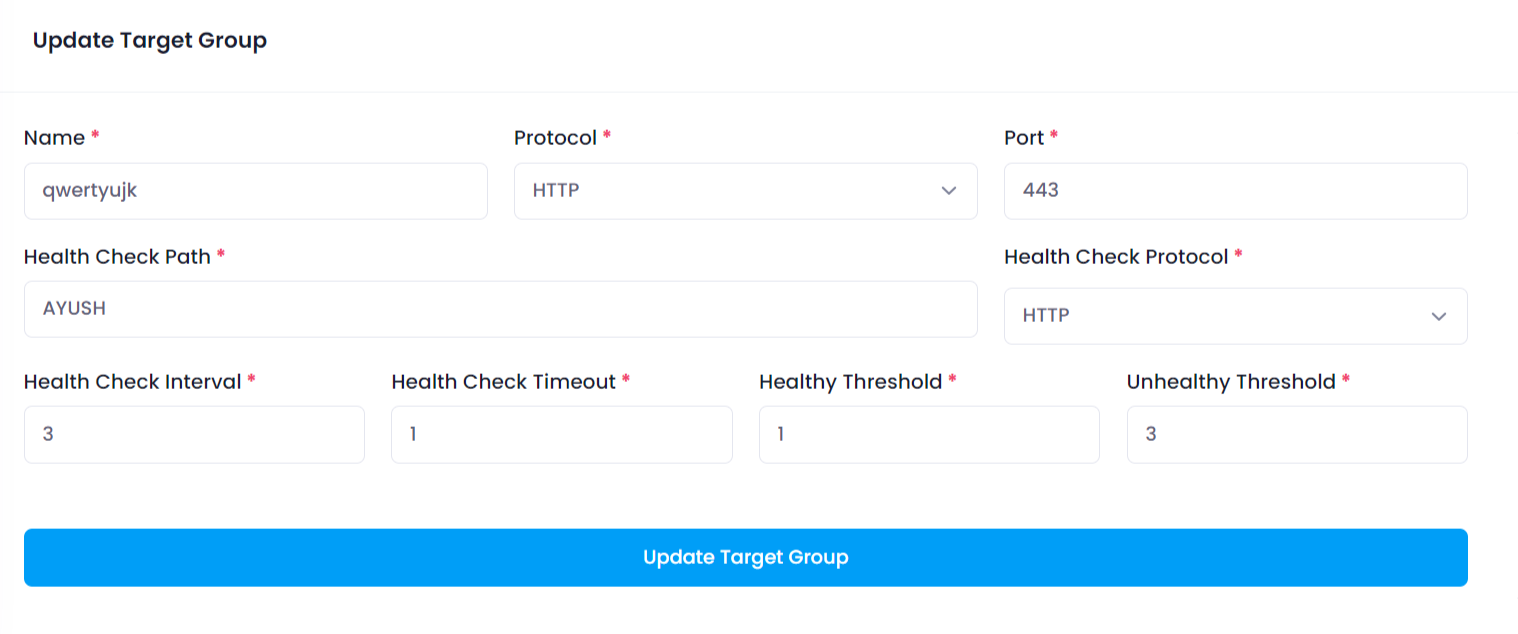 Update Target Group
Name * Protocol * Port *
qwertyujk HTTP 443
Health Check Path * Health Check Protocol *
AYUSH HTTP
Health Check Interval * Health Check Timeout * Healthy Threshold * Unhealthy Threshold *
3 1 1 3
Update Target Group